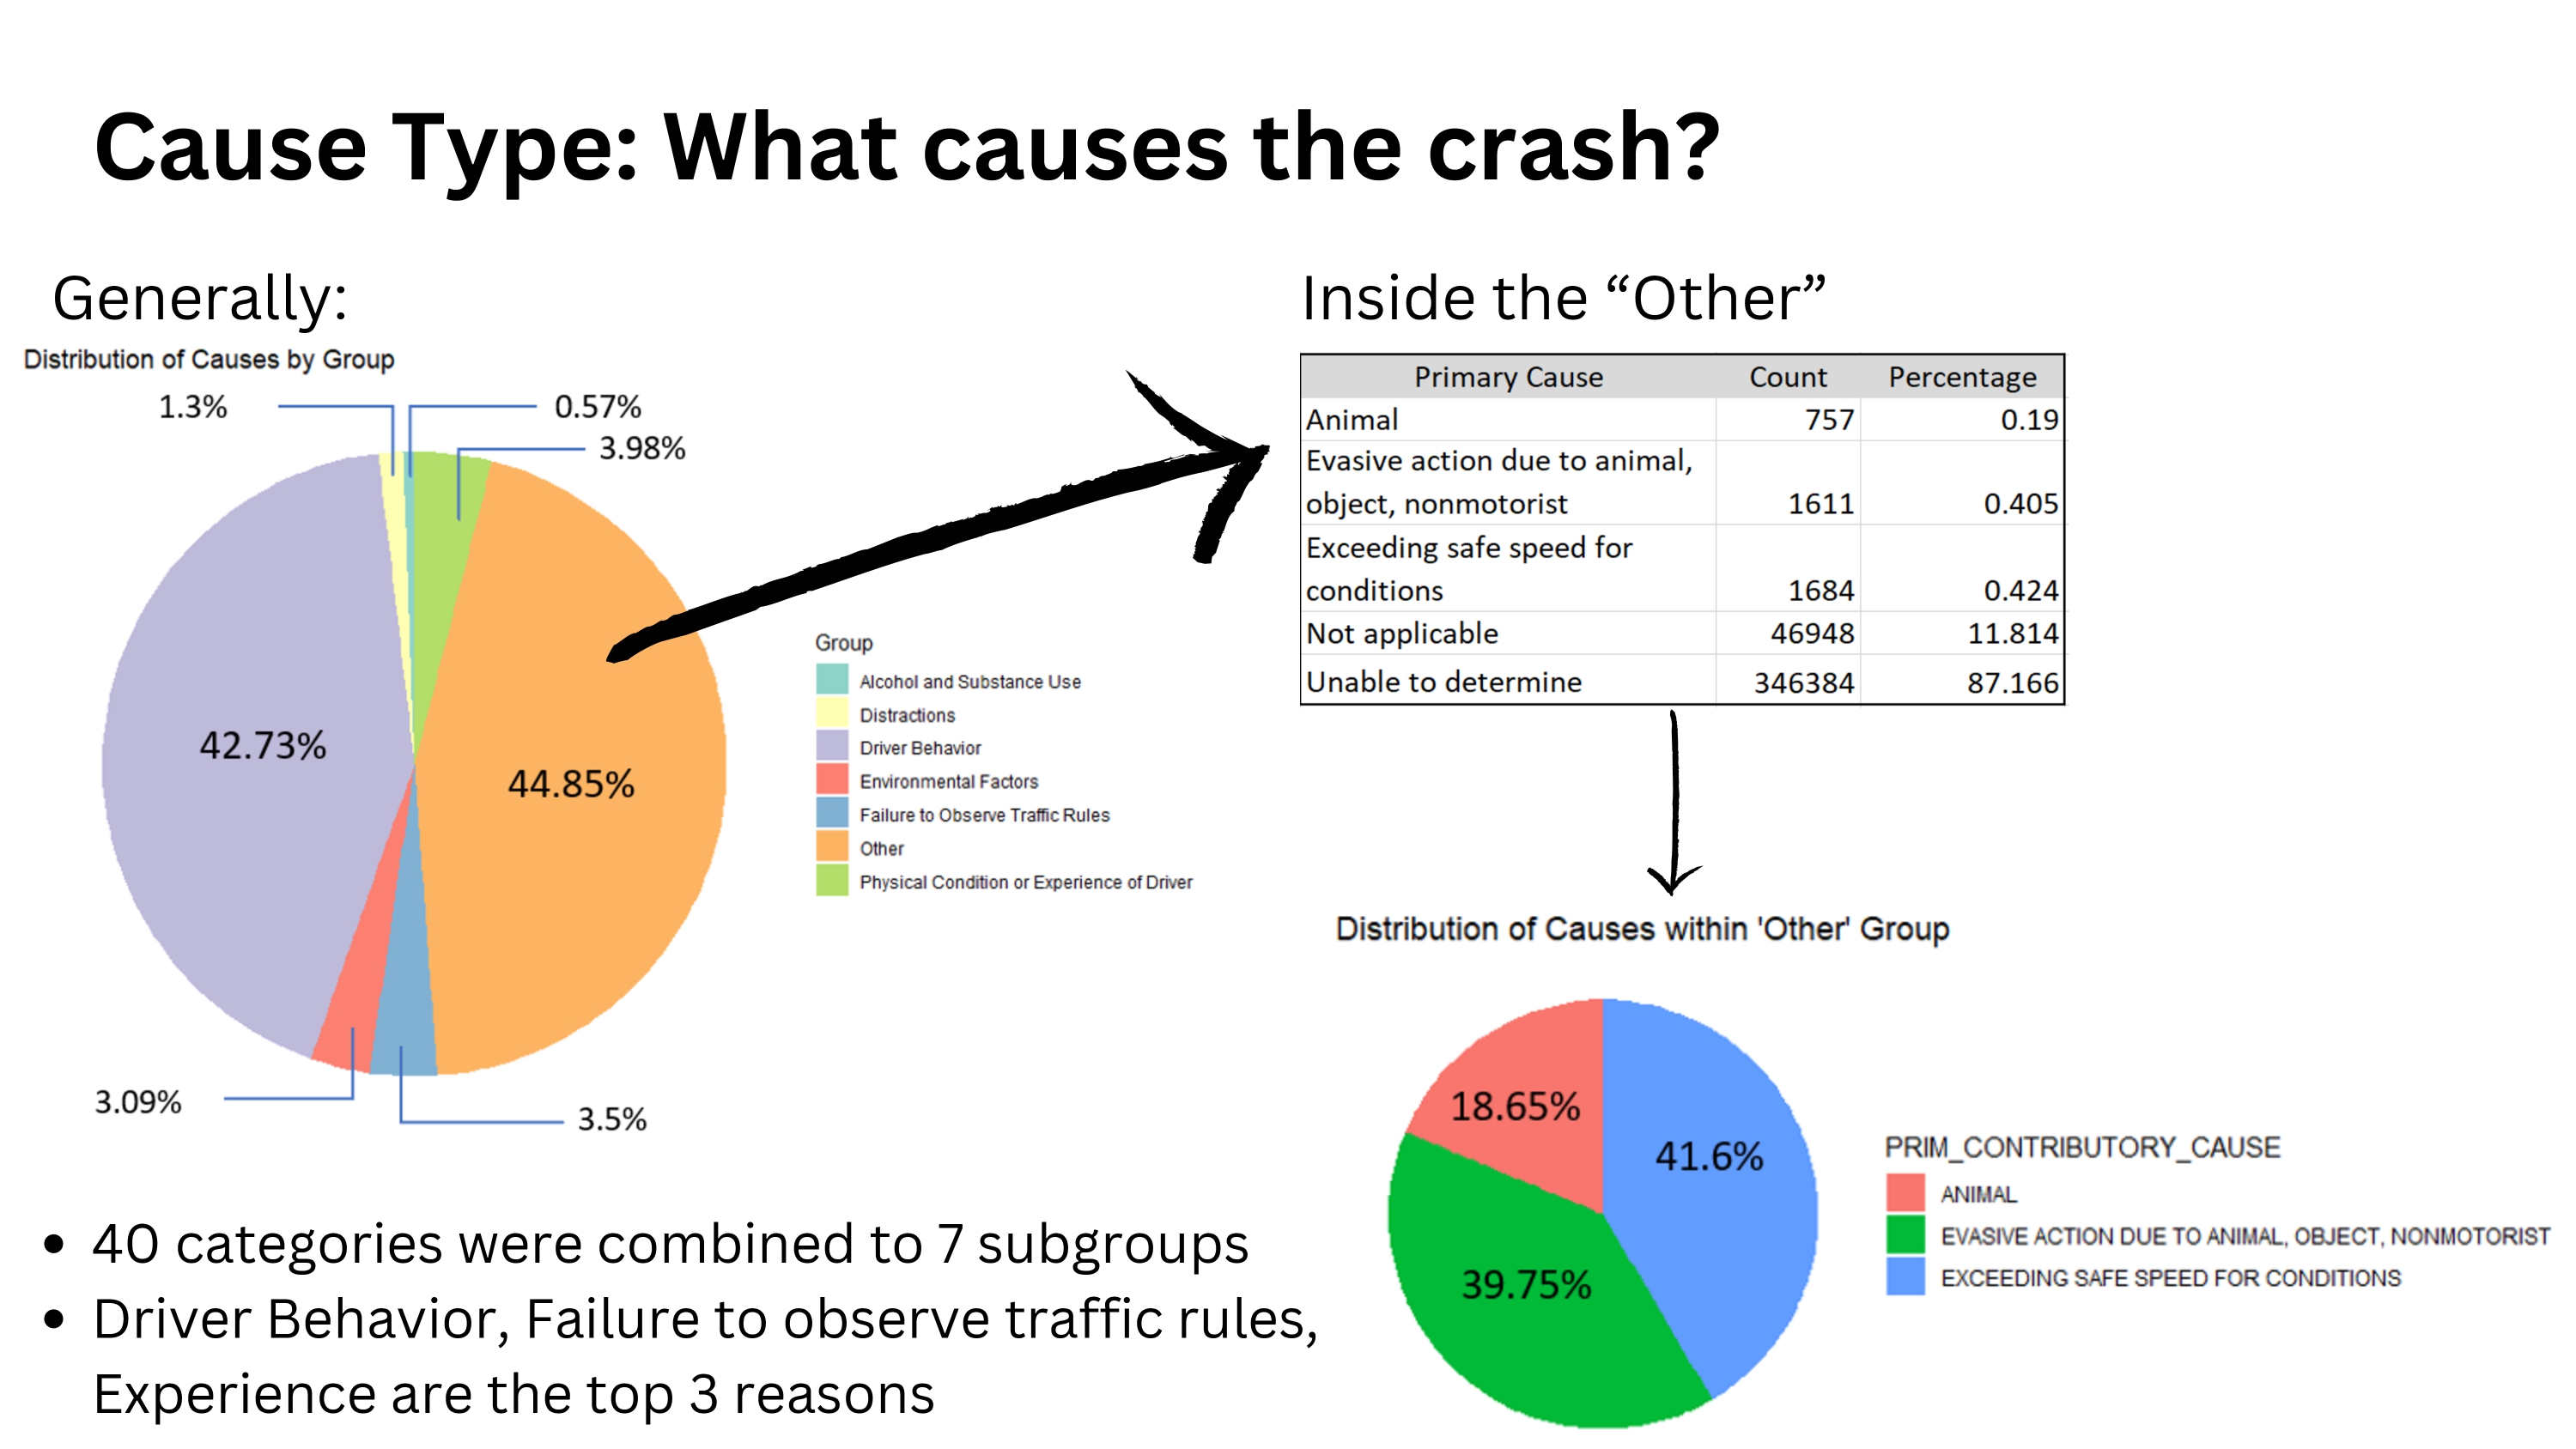 Cause Type: What causes the crash?
Generally:
Distribution of Causes by Group
1.3%
0.57%
3.98%
42.73%
44.85%
3.09%
3.5%
Group
Alcohol and Substance Use
Distractions
Driver Behavior
Environmental Factors
Failure to Observe Traffic Rules
Other
Physical Condition or Experience of Driver
• 40 categories were combined to 7 subgroups
• Driver Behavior, Failure to observe traffic rules,
Experience are the top 3 reasons
Inside the “Other”
Primary Cause Count Percentage
Animal 757 0.19
Evasive action due to animal,
object, nonmotorist 1611 0.405
Exceeding safe speed for
conditions 1684 0.424
Not applicable 46948 11.814
Unable to determine 346384 87.166
Distribution of Causes within 'Other' Group
18.65%
41.6%
39.75%
PRIM_CONTRIBUTORY_CAUSE
ANIMAL
EVASIVE ACTION DUE TO ANIMAL, OBJECT, NONMOTORIST
EXCEEDING SAFE SPEED FOR CONDITIONS